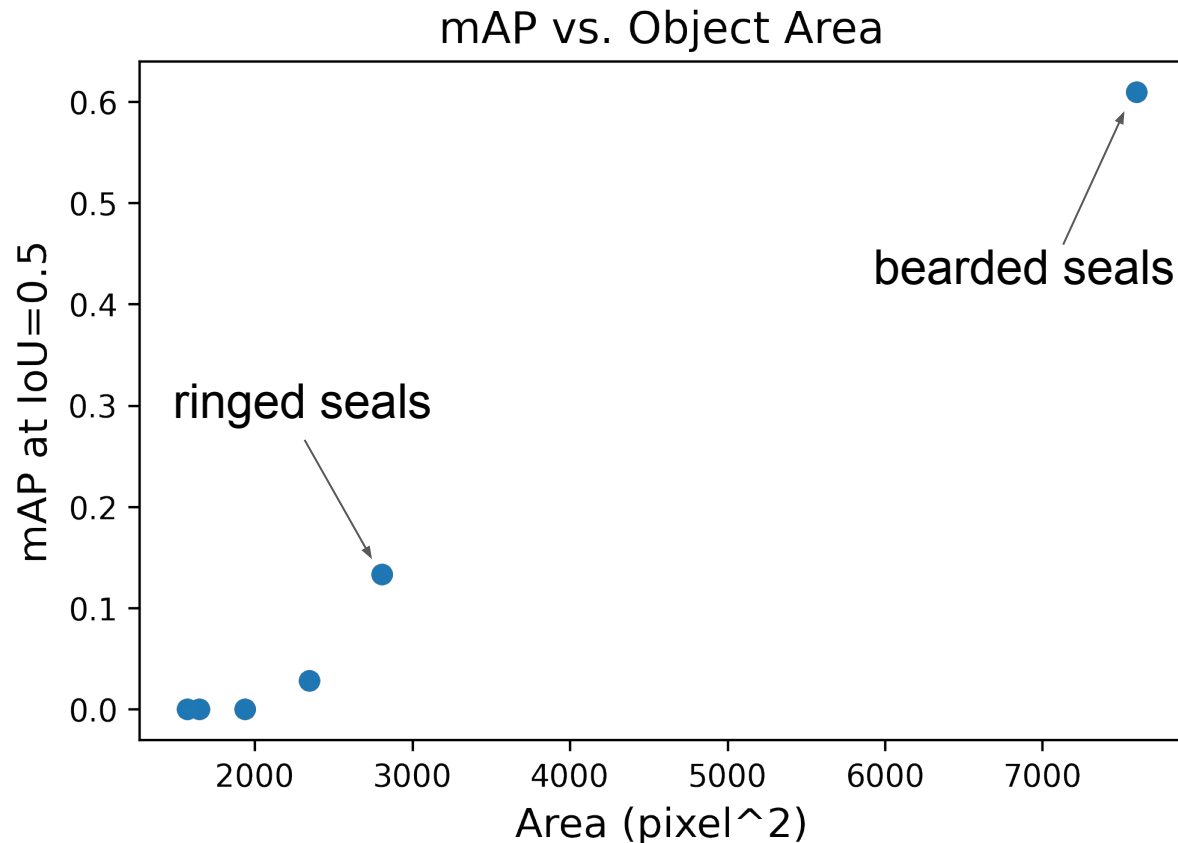 mAP vs. Object Area
0.6
0.5
0.4
0.3
0.2
0.1
0.0
mAP at IoU=0.5
bearded seals
ringed seals
2000 3000 4000 5000 6000 7000
Area (pixel^2)